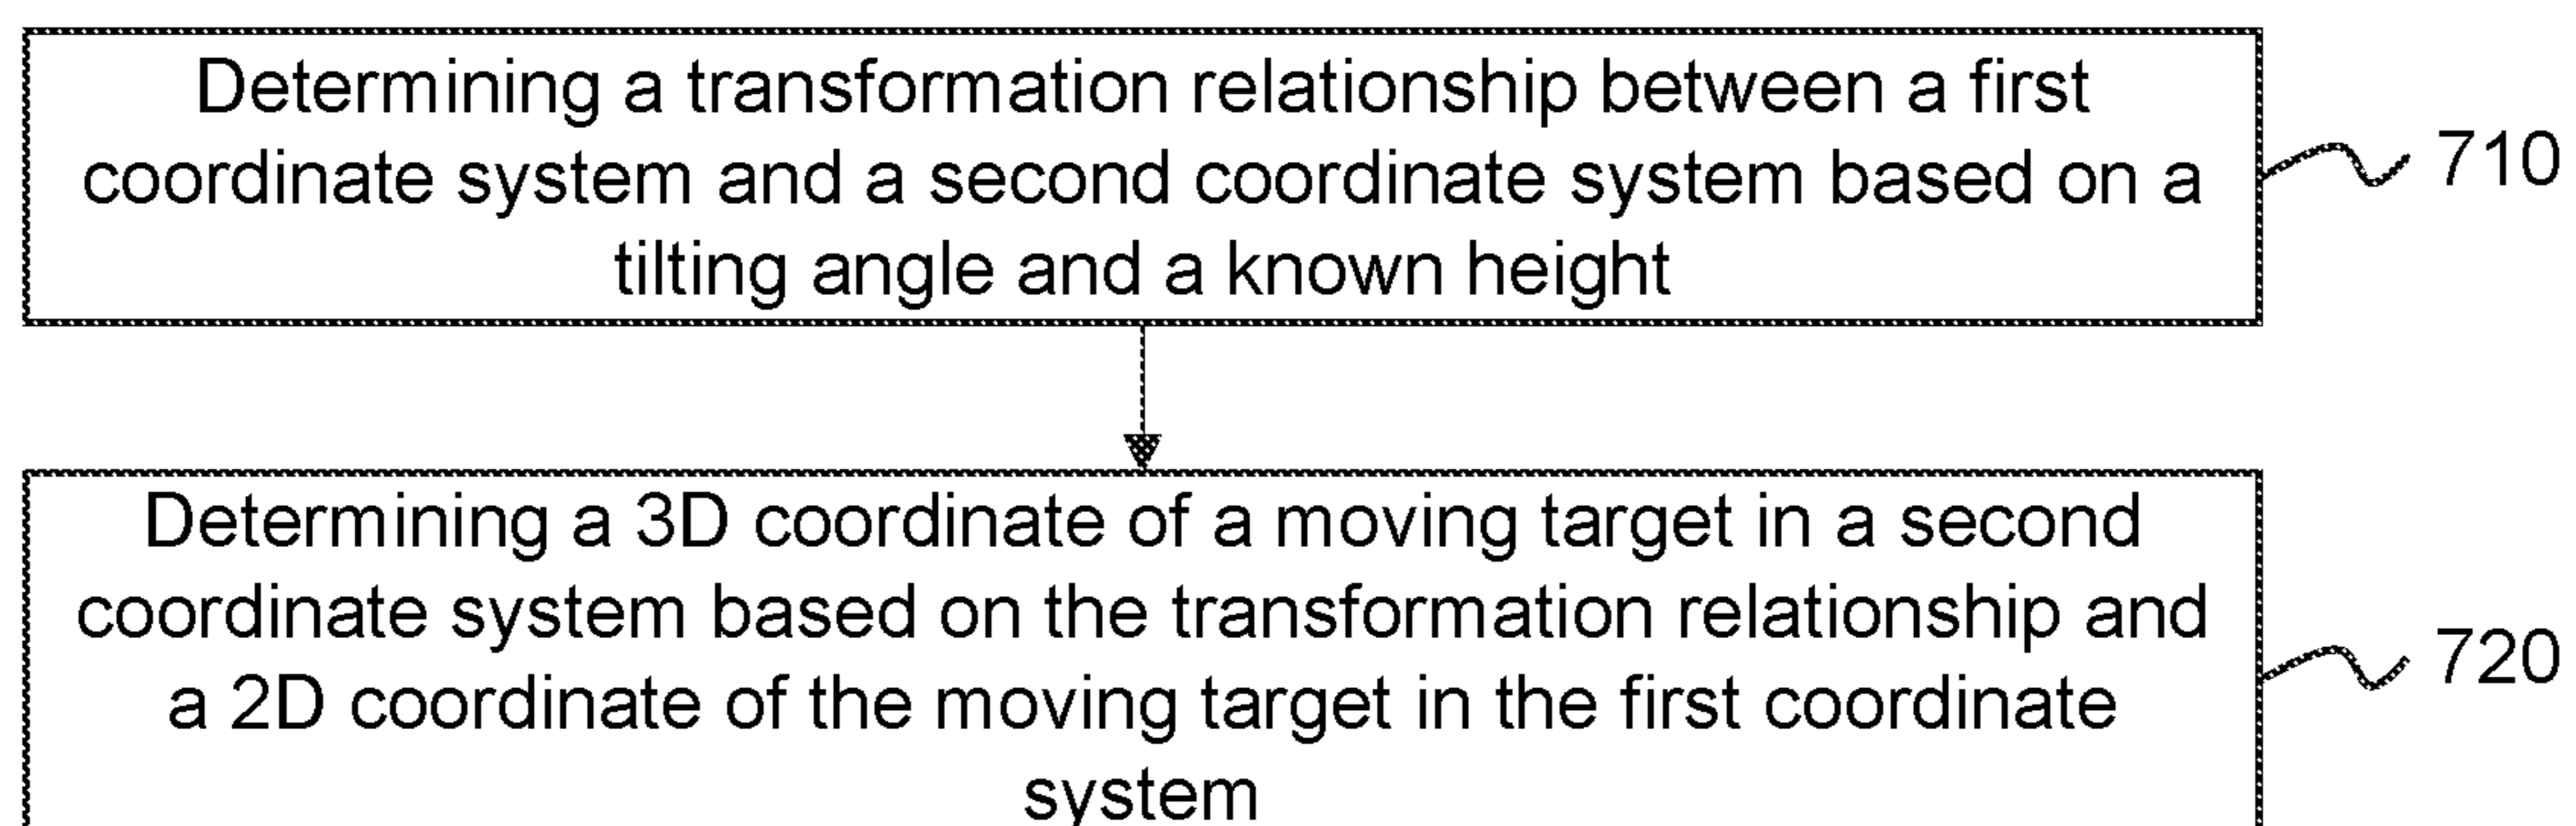 Determining a transformation relationship between a first
coordinate system and a second coordinate system based on a
tilting angle and a known height
710
Determining a 3D coordinate of a moving target in a second
coordinate system based on the transformation relationship and
a 2D coordinate of the moving target in the first coordinate
system
720